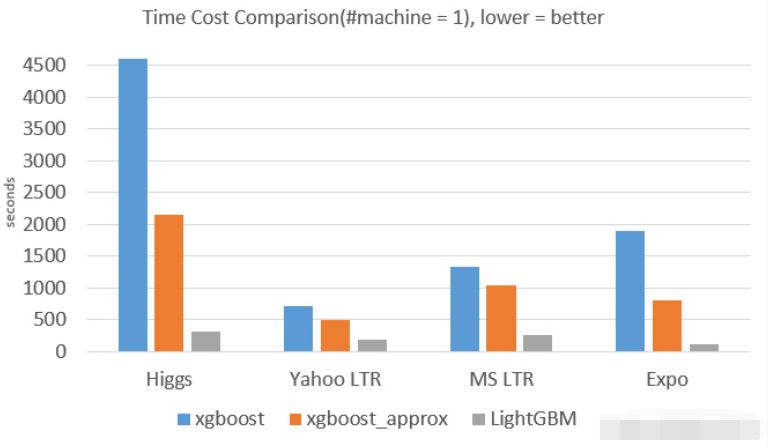 Time Cost Comparison(#machine = 1), lower = better
seconds
4500
4000
3500
3000
2500
2000
1500
1000
500
0
Higgs Yahoo LTR MS LTR Expo
xgboost xgboost_approx LightGBM